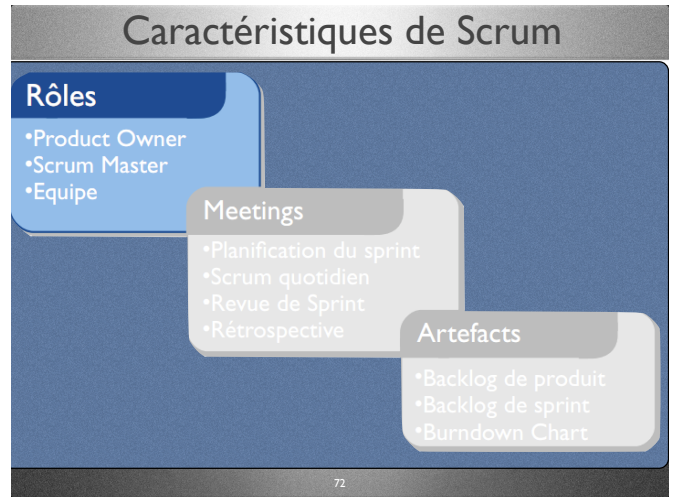 Caractéristiques de Scrum
Rôles
•Product Owner
•Scrum Master
•Equipe
Meetings
•Planification du sprint
•Scrum quotidien
•Revue de Sprint
•Rétrospective
Artefacts
•Backlog de produit
•Backlog de sprint
•Burndown Chart
72